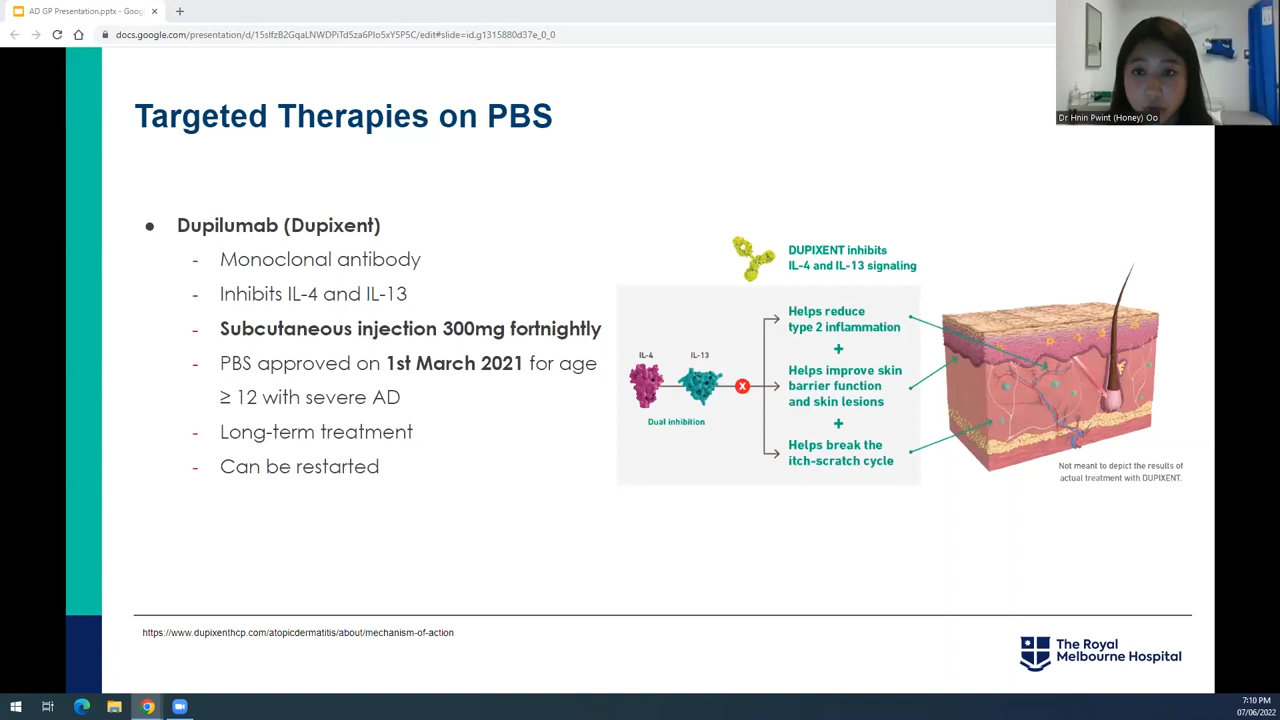 AD GP Presentation.pptx - Goog
docs.google.com/presentation/d/15sIfzB2GqaLNWDPiTd5za6PIo5xY5P5C/edit#slide=id.g1315880d37e_0_0
Dr Hnin Pwint (Honey) Oo
Targeted Therapies on PBS
● Dupilumab (Dupixent)
- Monoclonal antibody
- Inhibits IL-4 and IL-13
- Subcutaneous injection 300mg fortnightly
- PBS approved on 1st March 2021 for age
≥ 12 with severe AD
- Long-term treatment
- Can be restarted
DUPIXENT inhibits
IL-4 and IL-13 signaling
IL-4
IL-13
X
Dual inhibition
Helps reduce
type 2 inflammation
+
Helps improve skin
barrier function
and skin lesions
+
Helps break the
itch-scratch cycle
Not meant to depict the results of
actual treatment with DUPIXENT.
https://www.dupixenthcp.com/atopicdermatitis/about/mechanism-of-action
The Royal
Melbourne Hospital
7:10 PM
07/06/2022